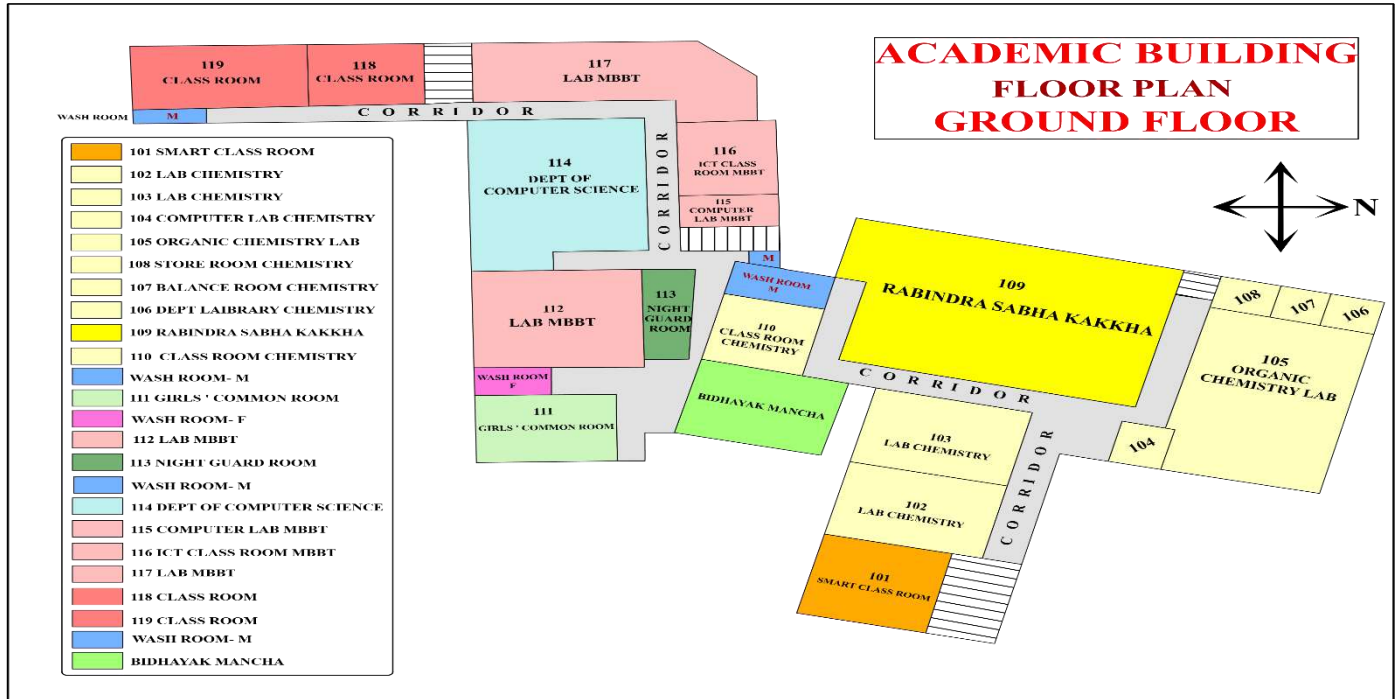 ACADEMIC BUILDING
FLOOR PLAN
GROUND FLOOR
N
119
CLASS ROOM
118
CLASS ROOM
117
LAB MBBT
WASH ROOM
M
CORRIDOR
CORRIDOR
116
ICT CLASS
ROOM MBBT
115
COMPUTER
LAB MBBT
114
DEPT OF
COMPUTER SCIENCE
M
WASH ROOM
M
113
NIGHT
GUARD
ROOM
112
LAB MBBT
WASH ROOM
F
111
GIRLS ' COMMON ROOM
110
CLASS ROOM
CHEMISTRY
BIDHAYAK MANCHA
109
RABINDRA SABHA KAKKHA
108
107
106
105
ORGANIC
CHEMISTRY LAB
104
CORRIDOR
CORRIDOR
103
LAB CHEMISTRY
102
LAB CHEMISTRY
101
SMART CLASS ROOM
101 SMART CLASS ROOM
102 LAB CHEMISTRY
103 LAB CHEMISTRY
104 COMPUTER LAB CHEMISTRY
105 ORGANIC CHEMISTRY LAB
108 STORE ROOM CHEMISTRY
107 BALANCE ROOM CHEMISTRY
106 DEPT LAIBRARY CHEMISTRY
109 RABINDRA SABHA KAKKHA
110 CLASS ROOM CHEMISTRY
WASH ROOM- M
111 GIRLS ' COMMON ROOM
WASH ROOM- F
112 LAB MBBT
113 NIGHT GUARD ROOM
WASH ROOM- M
114 DEPT OF COMPUTER SCIENCE
115 COMPUTER LAB MBBT
116 ICT CLASS ROOM MBBT
117 LAB MBBT
118 CLASS ROOM
119 CLASS ROOM
WASH ROOM- M
BIDHAYAK MANCHA